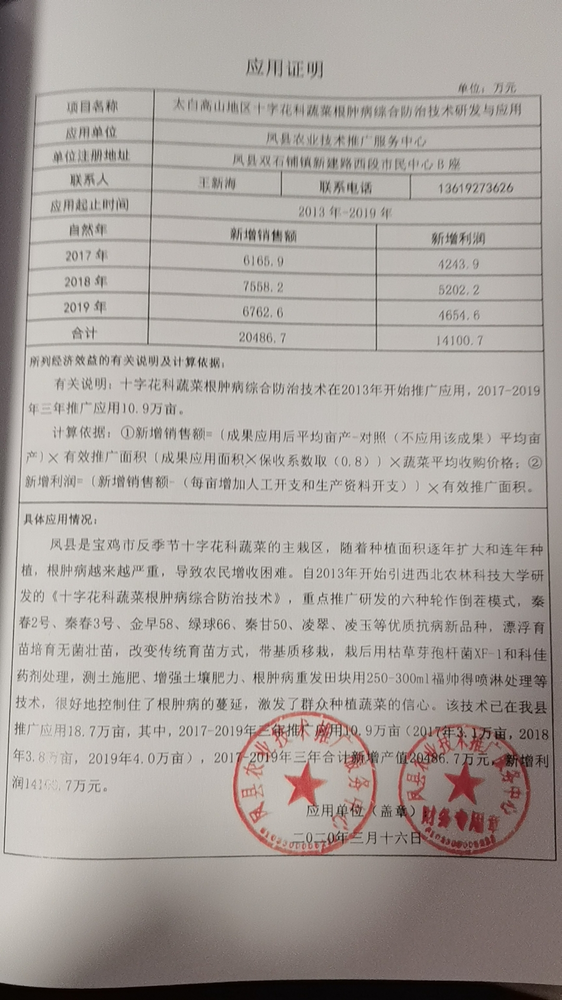 应用证明
单位：万元
项目名称 太白高山地区十字花科蔬菜根肿病综合防治技术研发与应用
应用单位 凤县农业技术推广服务中心
单位注册地址 凤县双石铺镇新建路西段市民中心B座
联系人 王新海 联系电话 13619273626
应用起止时间 2013年-2019年
自然年 新增销售额 新增利润
2017年 6165.9 4243.9
2018年 7558.2 5202.2
2019年 6762.6 4654.6
合计 20486.7 14100.7
所列经济效益的有关说明及计算依据：
有关说明：十字花科蔬菜根肿病综合防治技术在2013年开始推广应用，2017-2019
年三年推广应用10.9万亩。
计算依据：①新增销售额=（成果应用后平均亩产-对照（不应用该成果）平均亩
产）×有效推广面积（成果应用面积×保收系数取（0.8））×蔬菜平均收购价格；②
新增利润=（新增销售额-（每亩增加人工开支和生产资料开支））×有效推广面积。
具体应用情况：
凤县是宝鸡市反季节十字花科蔬菜的主栽区，随着种植面积逐年扩大和连年种
植，根肿病越来越严重，导致农民增收困难。自2013年开始引进西北农林科技大学研
发的《十字花科蔬菜根肿病综合防治技术》，重点推广研发的六种轮作倒茬模式，秦
春2号、秦春3号、金早58、绿球66、秦甘50、凌翠、凌玉等优质抗病新品种，漂浮育
苗培育无菌壮苗，改变传统育苗方式，带基质移栽，栽后用枯草芽孢杆菌XF-1和科佳
药剂处理，测土施肥、增强土壤肥力、根肿病重发田块用250-300ml福帅得喷淋处理等
技术，很好地控制住了根肿病的蔓延，激发了群众种植蔬菜的信心。该技术已在我县
推广应用18.7万亩，其中，2017-2019年三年推广应用10.9万亩（2017年3.1万亩，2018
年3.8万亩，2019年4.0万亩），2017-2019年三年合计新增产值20486.7万元，新增利
润14100.7万元。
应用单位（盖章）：
二〇二〇年三月十六日
凤县农业技术推广服务中心
凤县农业技术推广服务中心
财务专用章